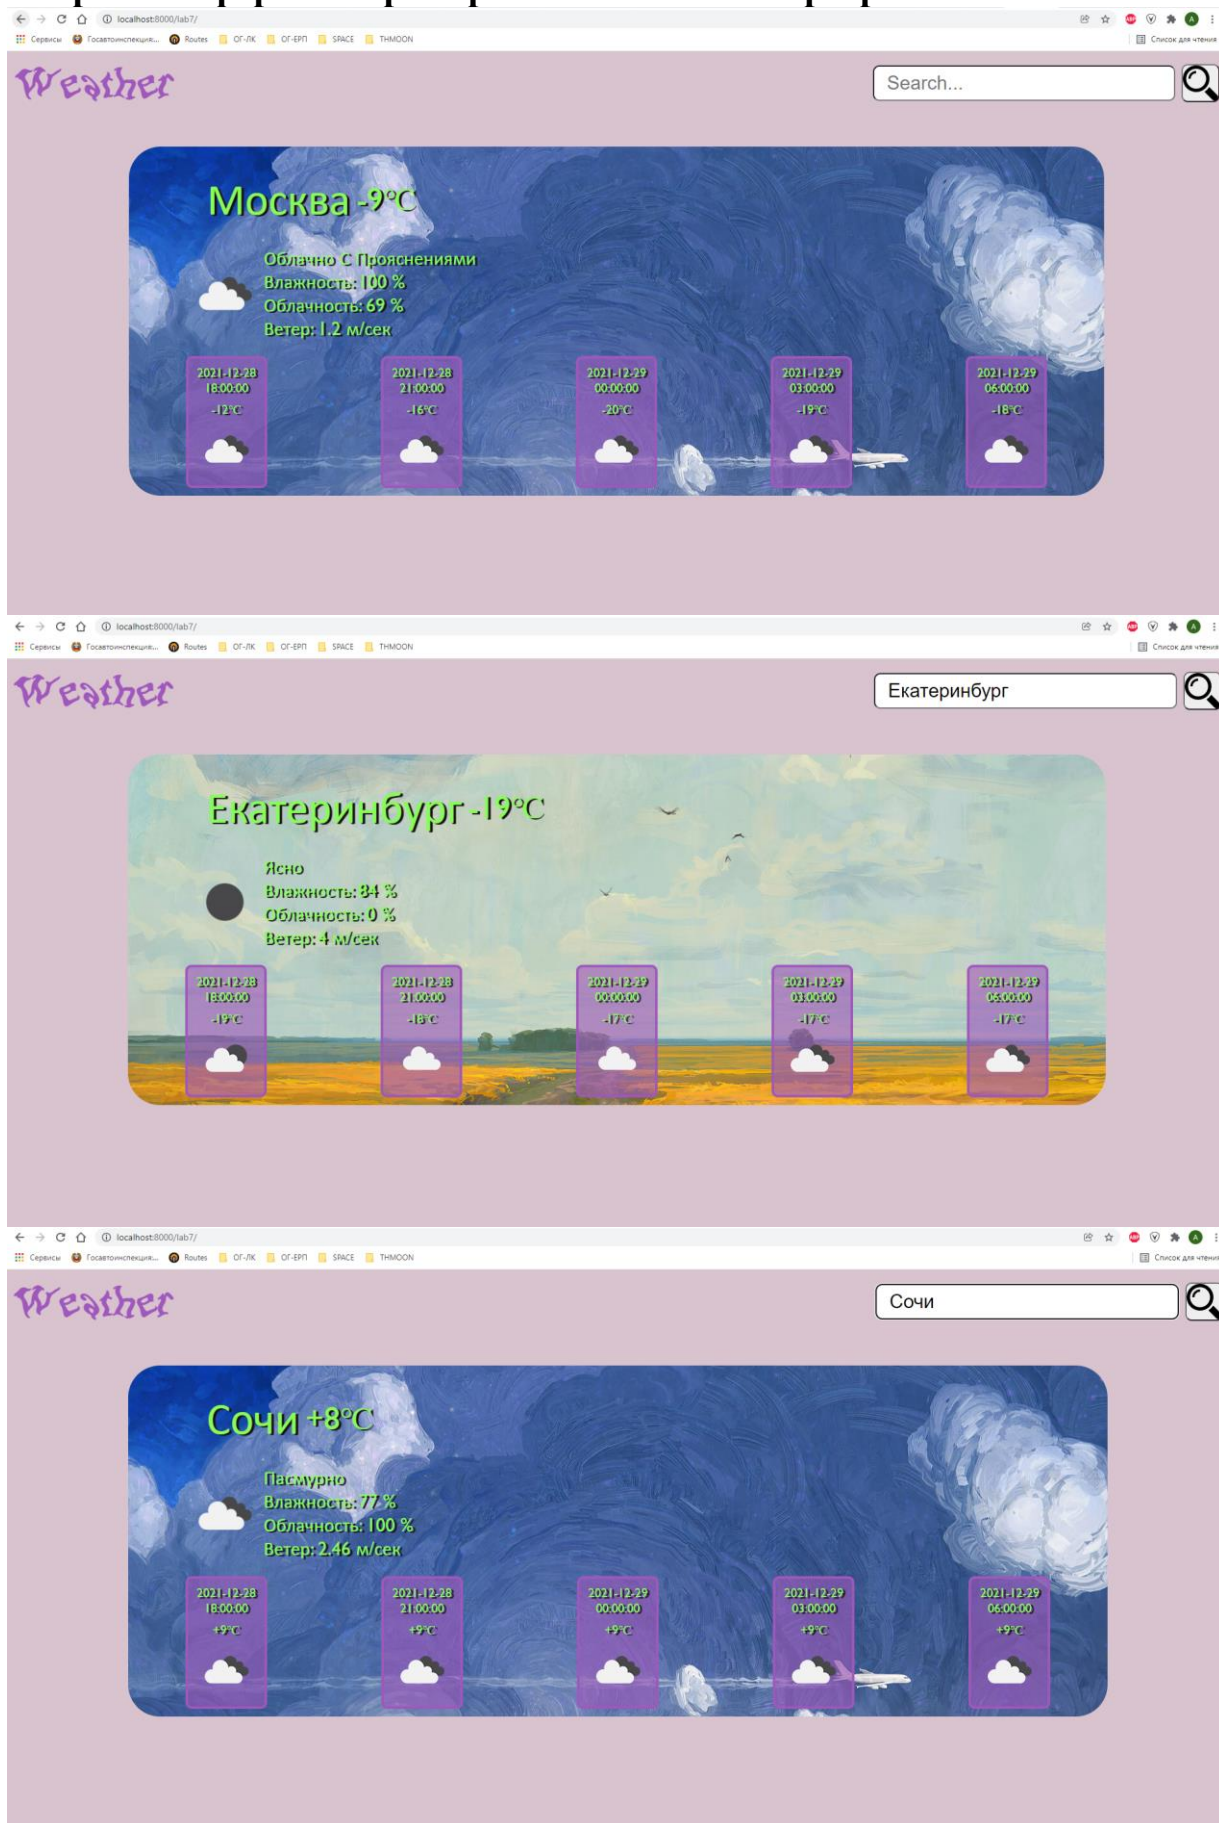 localhost:8000/lab7/
Сервисы Госавтоинспекция... Routes ОГ-ЛК ОГ-ЕРП SPACE THMOON Список для чтения
Weather Search...
Москва -9°C
Облачно С Прояснениями
Влажность: 100 %
Облачность: 69 %
Ветер: 1.2 м/сек
2021-12-28 2021-12-28 2021-12-29 2021-12-29 2021-12-29
18:00:00 21:00:00 00:00:00 03:00:00 06:00:00
-12°C -16°C -20°C -19°C -18°C
localhost:8000/lab7/
Сервисы Госавтоинспекция... Routes ОГ-ЛК ОГ-ЕРП SPACE THMOON Список для чтения
Weather Екатеринбург
Екатеринбург -19°C
Ясно
Влажность: 84 %
Облачность: 0 %
Ветер: 4 м/сек
2021-12-28 2021-12-28 2021-12-29 2021-12-29 2021-12-29
18:00:00 21:00:00 00:00:00 03:00:00 06:00:00
-19°C -18°C -17°C -17°C -17°C
localhost:8000/lab7/
Сервисы Госавтоинспекция... Routes ОГ-ЛК ОГ-ЕРП SPACE THMOON Список для чтения
Weather Сочи
Сочи +8°C
Пасмурно
Влажность: 77 %
Облачность: 100 %
Ветер: 2.46 м/сек
2021-12-28 2021-12-28 2021-12-29 2021-12-29 2021-12-29
18:00:00 21:00:00 00:00:00 03:00:00 06:00:00
+9°C +9°C +9°C +9°C +9°C